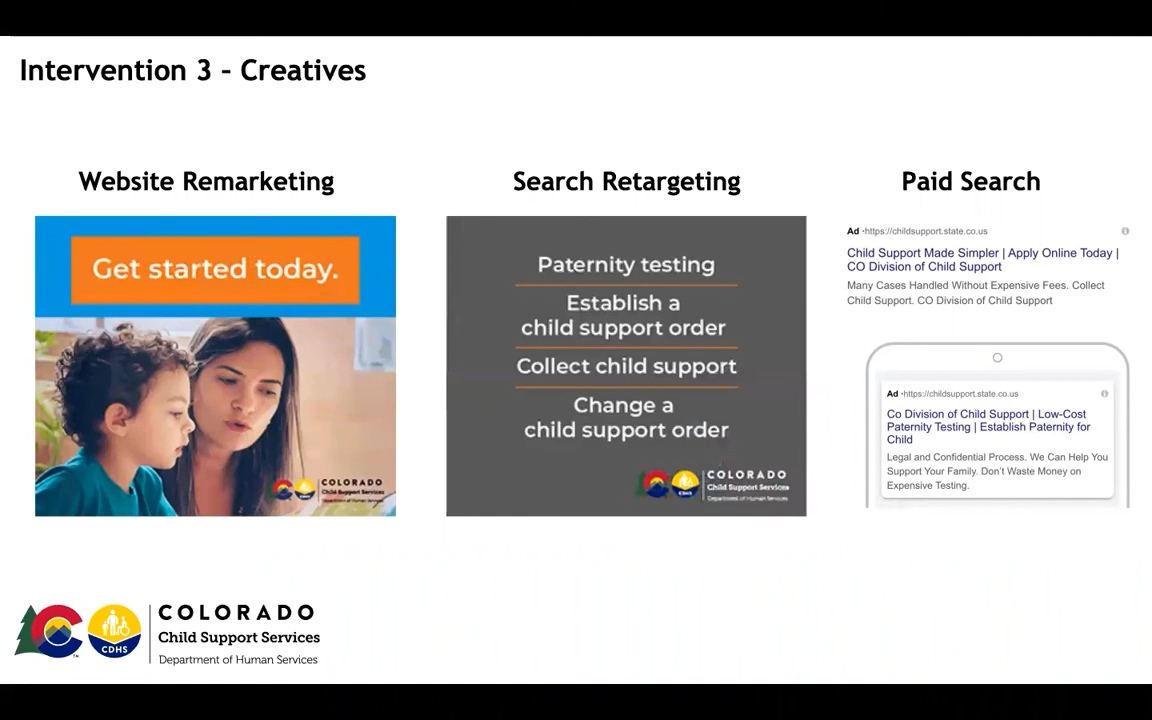 Intervention 3 - Creatives
Website Remarketing
Get started today.
COLORADO
Child Support Services
Department of Human Services
Search Retargeting
Paternity testing
Establish a
child support order
Collect child support
Change a
child support order
COLORADO
Child Support Services
Department of Human Services
Paid Search
Ad ·https://childsupport.state.co.us
Child Support Made Simpler | Apply Online Today |
CO Division of Child Support
Many Cases Handled Without Expensive Fees. Collect
Child Support. CO Division of Child Support
Ad ·https://childsupport.state.co.us
Co Division of Child Support | Low-Cost
Paternity Testing | Establish Paternity for
Child
Legal and Confidential Process. We Can Help You
Support Your Family. Don't Waste Money on
Expensive Testing.
CDHS
COLORADO
Child Support Services
Department of Human Services